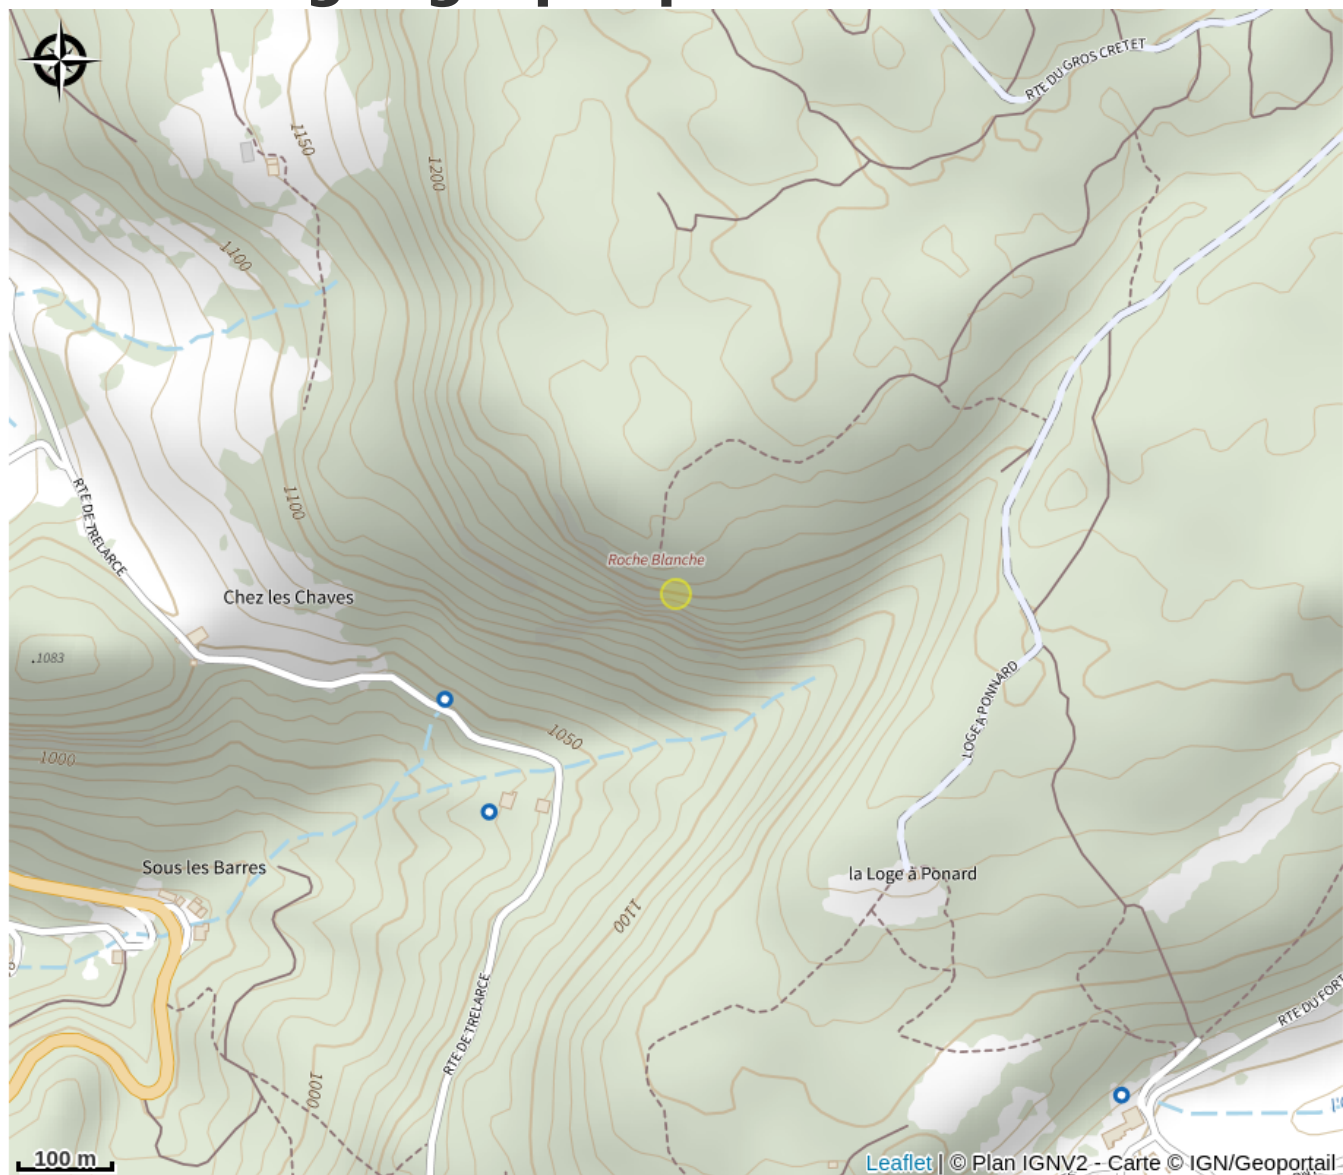 RTE DU GROS CRETET
1150
1200
1100
RTE DE TRELARCE
1100
Roche Blanche
Chez les Chaves
.1083
1050
LOGE A PONNARD
1000
Sous les Barres
la Loge à Ponard
1100
RTE DE TRELARCE
RTE DU FORT
1000
100 m
Leaflet | © Plan IGNV2 - Carte © IGN/Geoportail